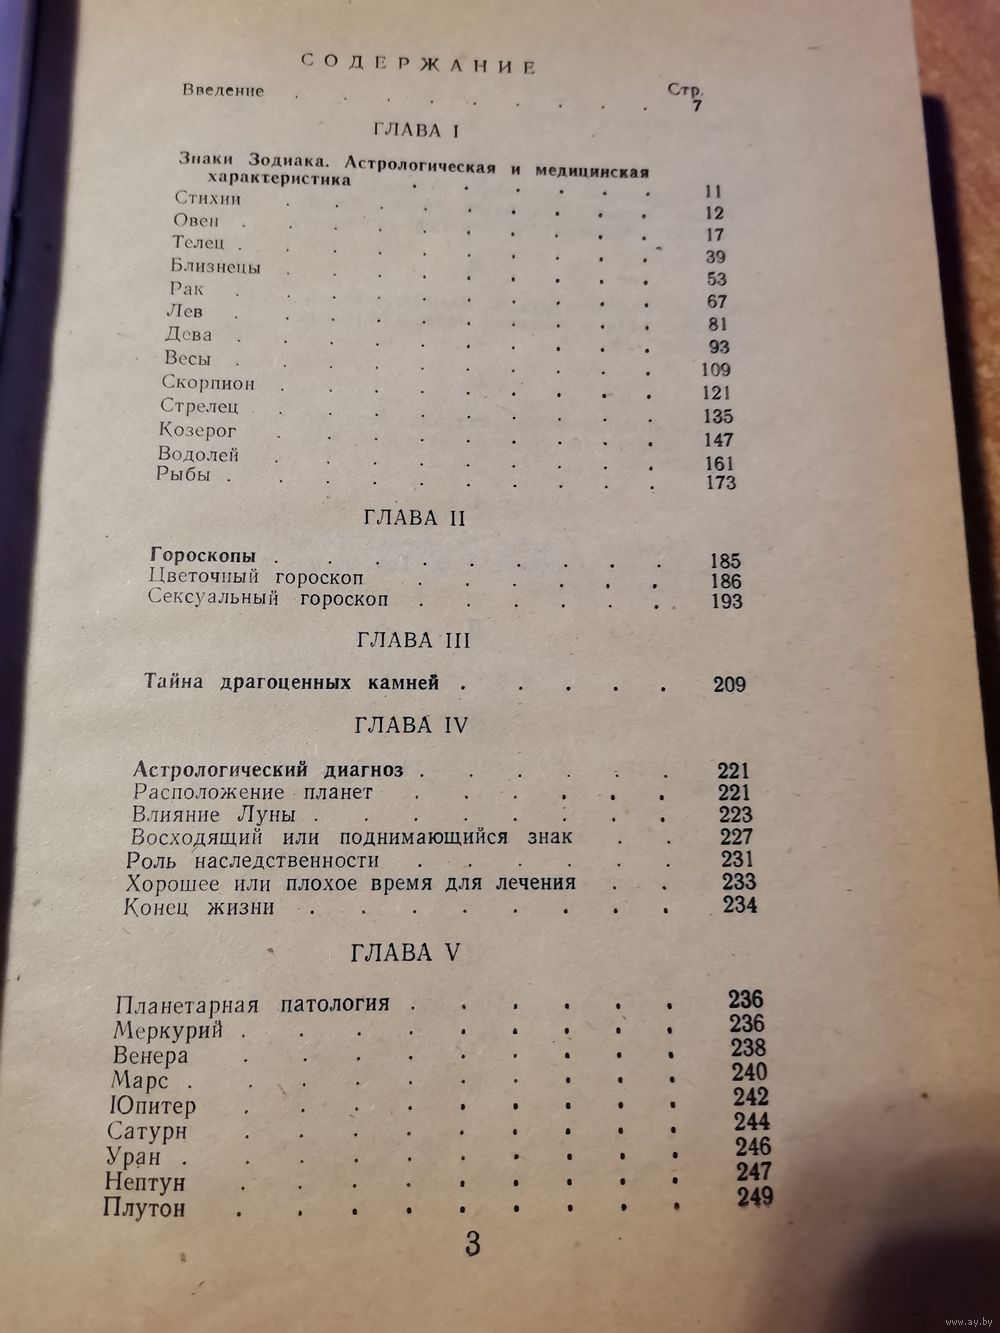 СОДЕРЖАНИЕ
Стр.
Введение . . . . . . . . . 7
ГЛАВА I
Знаки Зодиака. Астрологическая и медицинская
характеристика . . . . . . 11
Стихии . . . . . . . . 12
Овен . . . . . . . . . 17
Телец . . . . . . . . . 39
Близнецы . . . . . . . . 53
Рак . . . . . . . . . 67
Лев . . . . . . . . . 81
Дева . . . . . . . . . 93
Весы . . . . . . . . . 109
Скорпион . . . . . . . . 121
Стрелец . . . . . . . . 135
Козерог . . . . . . . . 147
Водолей . . . . . . . . 161
Рыбы . . . . . . . . . 173
ГЛАВА II
Гороскопы . . . . . . . . 185
Цветочный гороскоп . . . . . 186
Сексуальный гороскоп . . . . . 193
ГЛАВА III
Тайна драгоценных камней . . . . . 209
ГЛАВА IV
Астрологический диагноз . . . . . . 221
Расположение планет . . . . . . 221
Влияние Луны . . . . . . . . 223
Восходящий или поднимающийся знак . . 227
Роль наследственности . . . . . . 231
Хорошее или плохое время для лечения . . 233
Конец жизни . . . . . . . . 234
ГЛАВА V
Планетарная патология . . . . . . 236
Меркурий . . . . . . . . . 236
Венера . . . . . . . . . 238
Марс . . . . . . . . . . 240
Юпитер . . . . . . . . . 242
Сатурн . . . . . . . . . 244
Уран . . . . . . . . . . 246
Нептун . . . . . . . . . 247
Плутон . . . . . . . . . 249
3
www.ay.by